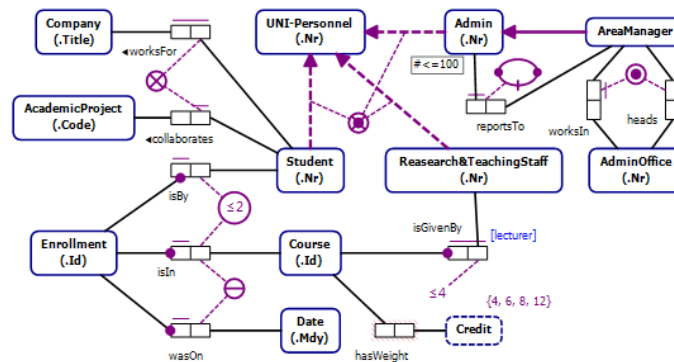 Company
(.Title)
UNI-Personnel
(.Nr)
Admin
(.Nr)
AreaManager
◂worksFor
#<=100
AcademicProject
(.Code)
reportsTo
worksIn
heads
◂collaborates
Student
(.Nr)
Reasearch&TeachingStaff
(.Nr)
AdminOffice
(.Nr)
isBy
≤2
isGivenBy
[lecturer]
Enrollment
(.Id)
isIn
Course
(.Id)
≤4
{4, 6, 8, 12}
Date
(.Mdy)
Credit
wasOn
hasWeight